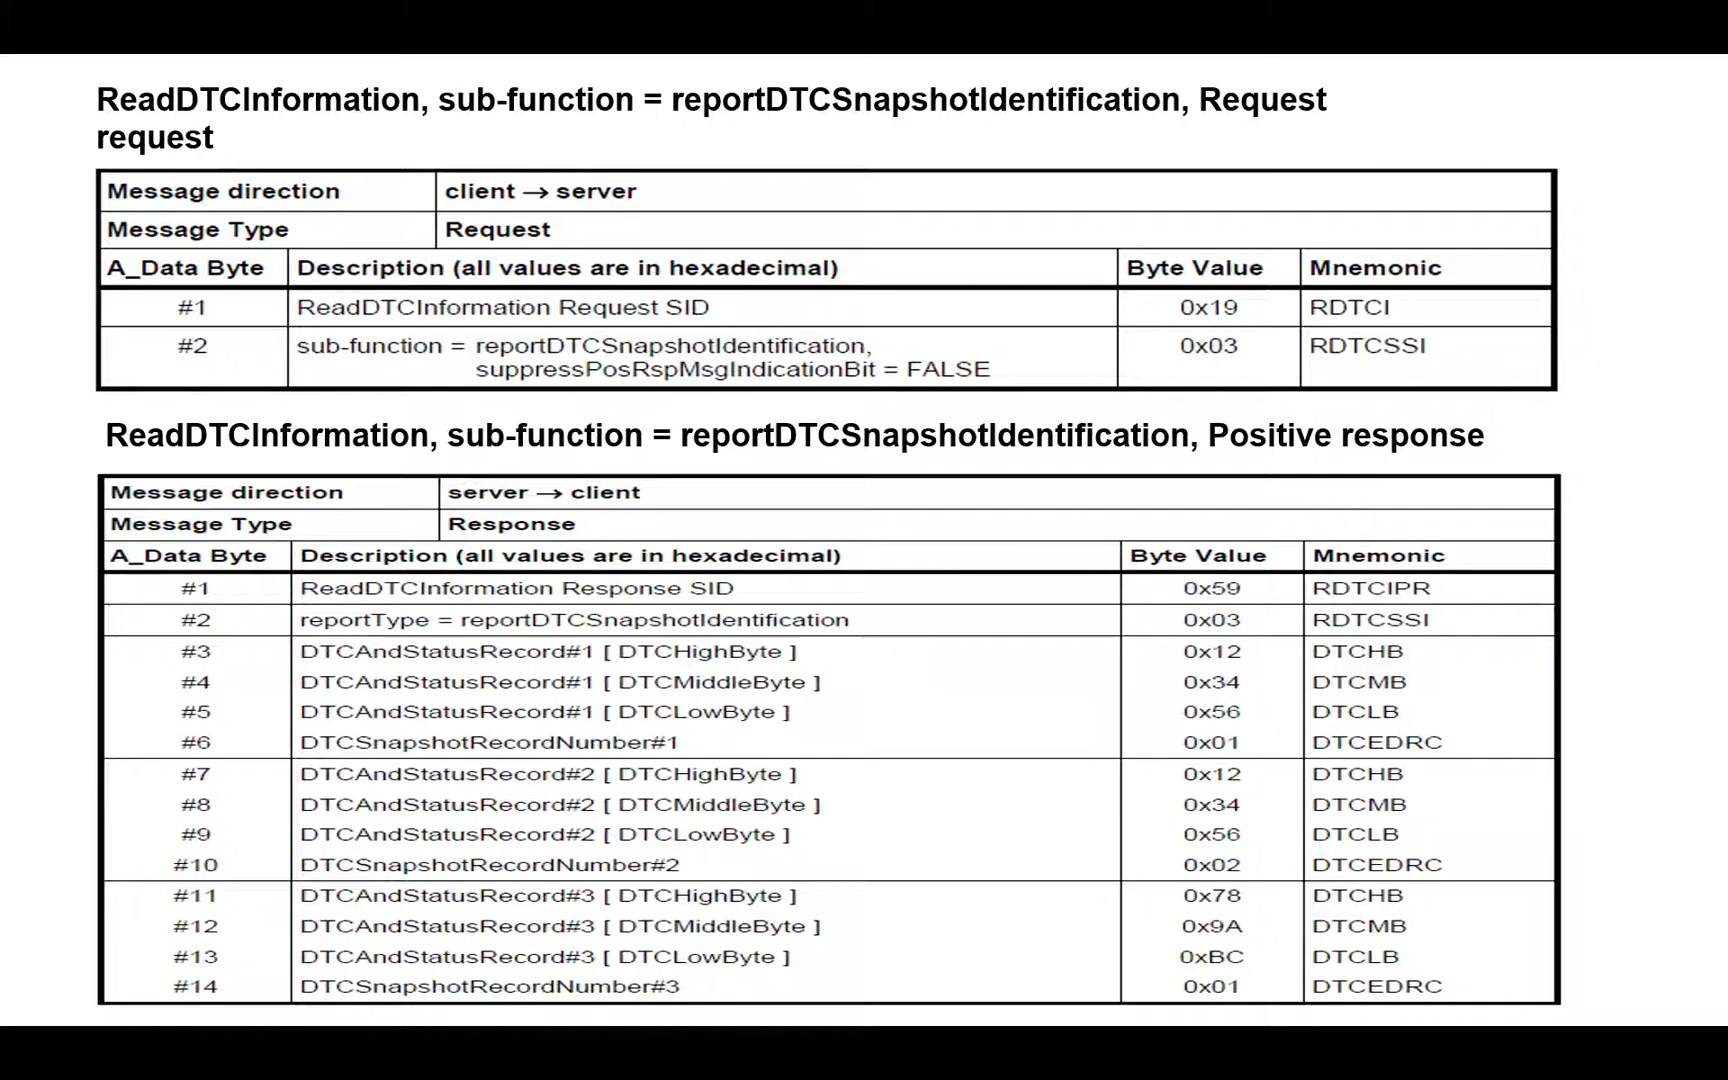 ReadDTCInformation, sub-function = reportDTCSnapshotIdentification, Request
request
Message direction client → server
Message Type Request
A_Data Byte Description (all values are in hexadecimal) Byte Value Mnemonic
#1 ReadDTCInformation Request SID 0x19 RDTCI
#2 sub-function = reportDTCSnapshotIdentification, 0x03 RDTCSSI
suppressPosRspMsgIndicationBit = FALSE
ReadDTCInformation, sub-function = reportDTCSnapshotIdentification, Positive response
Message direction server → client
Message Type Response
A_Data Byte Description (all values are in hexadecimal) Byte Value Mnemonic
#1 ReadDTCInformation Response SID 0x59 RDTCIPR
#2 reportType = reportDTCSnapshotIdentification 0x03 RDTCSSI
#3 DTCAndStatusRecord#1 [ DTCHighByte ] 0x12 DTCHB
#4 DTCAndStatusRecord#1 [ DTCMiddleByte ] 0x34 DTCMB
#5 DTCAndStatusRecord#1 [ DTCLowByte ] 0x56 DTCLB
#6 DTCSnapshotRecordNumber#1 0x01 DTCEDRC
#7 DTCAndStatusRecord#2 [ DTCHighByte ] 0x12 DTCHB
#8 DTCAndStatusRecord#2 [ DTCMiddleByte ] 0x34 DTCMB
#9 DTCAndStatusRecord#2 [ DTCLowByte ] 0x56 DTCLB
#10 DTCSnapshotRecordNumber#2 0x02 DTCEDRC
#11 DTCAndStatusRecord#3 [ DTCHighByte ] 0x78 DTCHB
#12 DTCAndStatusRecord#3 [ DTCMiddleByte ] 0x9A DTCMB
#13 DTCAndStatusRecord#3 [ DTCLowByte ] 0xBC DTCLB
#14 DTCSnapshotRecordNumber#3 0x01 DTCEDRC